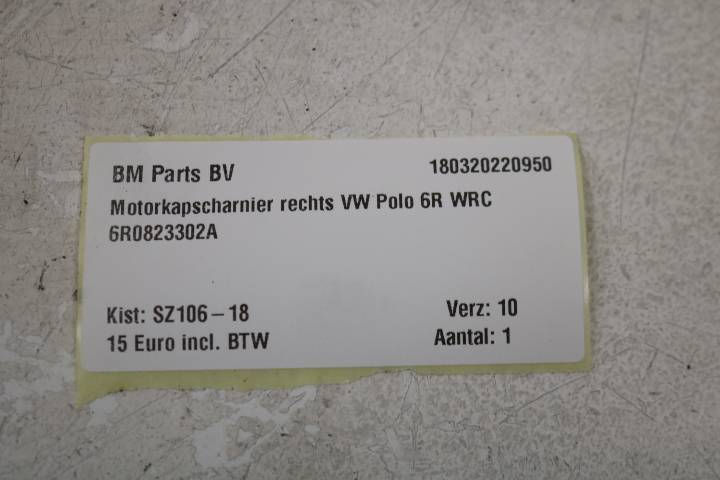 BM Parts BV 180320220950
Motorkapscharnier rechts VW Polo 6R WRC
6R0823302A
Kist: SZ106-18 Verz: 10
15 Euro incl. BTW Aantal: 1